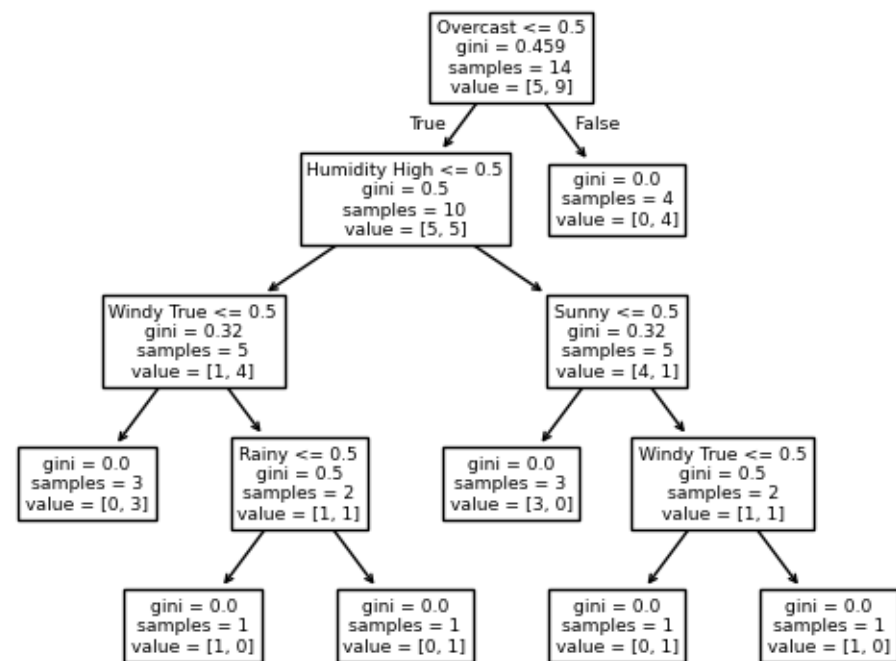 Overcast <= 0.5
gini = 0.459
samples = 14
value = [5, 9]
True
False
Humidity High <= 0.5
gini = 0.5
samples = 10
value = [5, 5]
gini = 0.0
samples = 4
value = [0, 4]
Windy True <= 0.5
gini = 0.32
samples = 5
value = [1, 4]
Sunny <= 0.5
gini = 0.32
samples = 5
value = [4, 1]
gini = 0.0
samples = 3
value = [0, 3]
Rainy <= 0.5
gini = 0.5
samples = 2
value = [1, 1]
gini = 0.0
samples = 3
value = [3, 0]
Windy True <= 0.5
gini = 0.5
samples = 2
value = [1, 1]
gini = 0.0
samples = 1
value = [1, 0]
gini = 0.0
samples = 1
value = [0, 1]
gini = 0.0
samples = 1
value = [0, 1]
gini = 0.0
samples = 1
value = [1, 0]